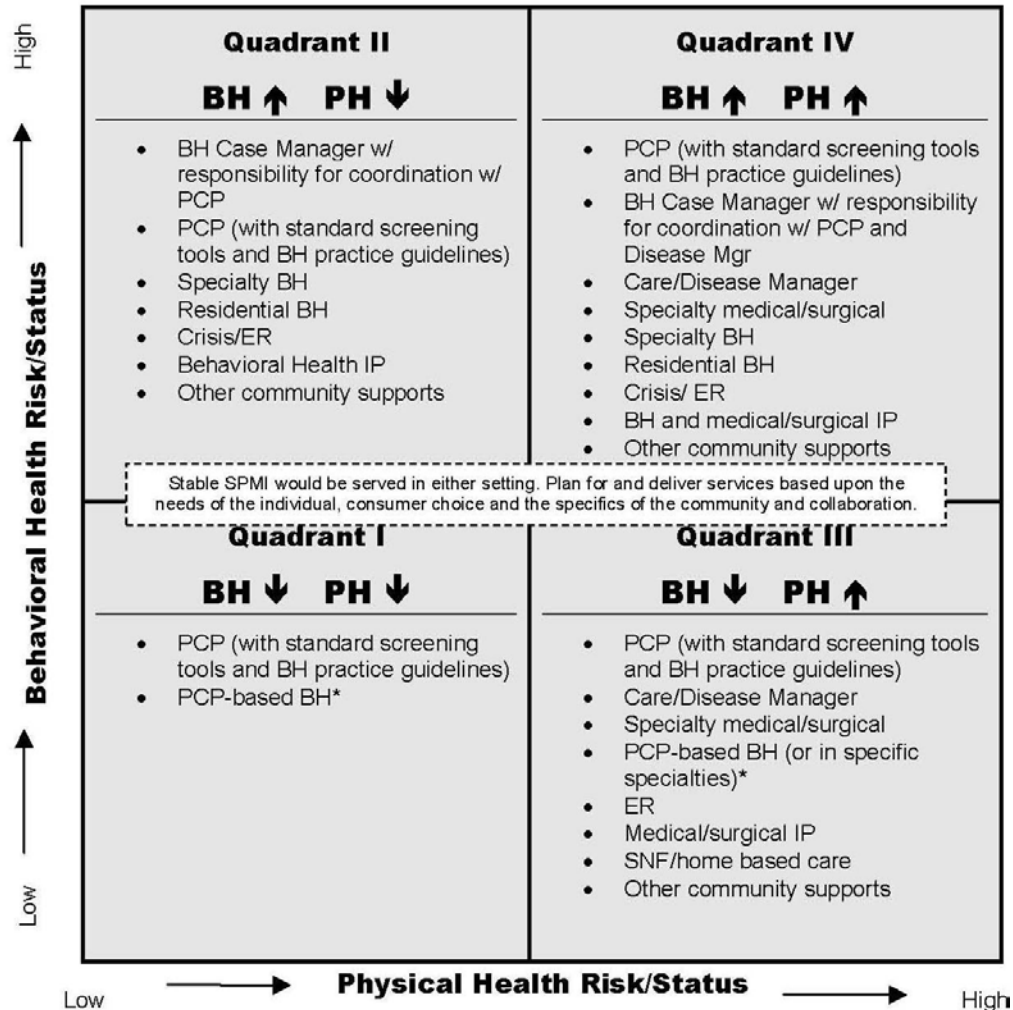 High
Behavioral Health Risk/Status
Low
Quadrant II
BH ↑ PH ↓
• BH Case Manager w/
responsibility for coordination w/
PCP
• PCP (with standard screening
tools and BH practice guidelines)
• Specialty BH
• Residential BH
• Crisis/ER
• Behavioral Health IP
• Other community supports
Quadrant IV
BH ↑ PH ↑
• PCP (with standard screening tools
and BH practice guidelines)
• BH Case Manager w/ responsibility
for coordination w/ PCP and
Disease Mgr
• Care/Disease Manager
• Specialty medical/surgical
• Specialty BH
• Residential BH
• Crisis/ ER
• BH and medical/surgical IP
• Other community supports
Stable SPMI would be served in either setting. Plan for and deliver services based upon the
needs of the individual, consumer choice and the specifics of the community and collaboration.
Quadrant I
BH ↓ PH ↓
• PCP (with standard screening
tools and BH practice guidelines)
• PCP-based BH*
Quadrant III
BH ↓ PH ↑
• PCP (with standard screening tools
and BH practice guidelines)
• Care/Disease Manager
• Specialty medical/surgical
• PCP-based BH (or in specific
specialties)*
• ER
• Medical/surgical IP
• SNF/home based care
• Other community supports
Low
Physical Health Risk/Status
High